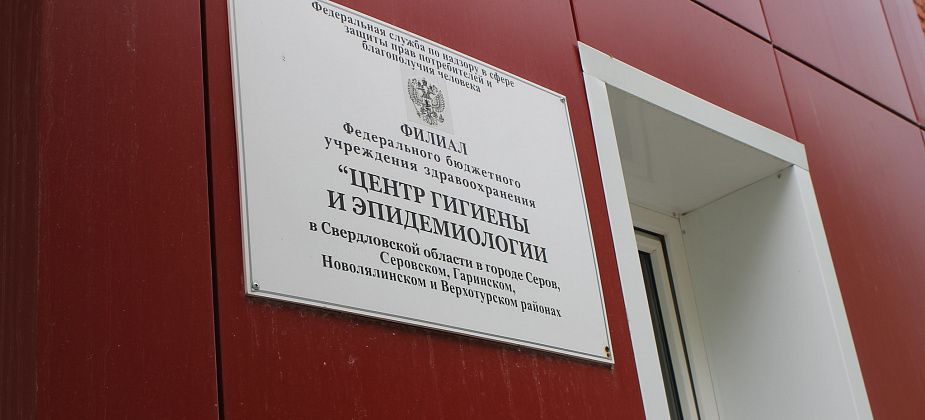 Федеральная служба по надзору в сфере
защиты прав потребителей и
благополучия человека
ФИЛИАЛ
Федерального бюджетного
учреждения здравоохранения
“ЦЕНТР ГИГИЕНЫ
И ЭПИДЕМИОЛОГИИ
в Свердловской области в городе Серов,
Серовском, Гаринском,
Новолялинском и Верхотурском районах